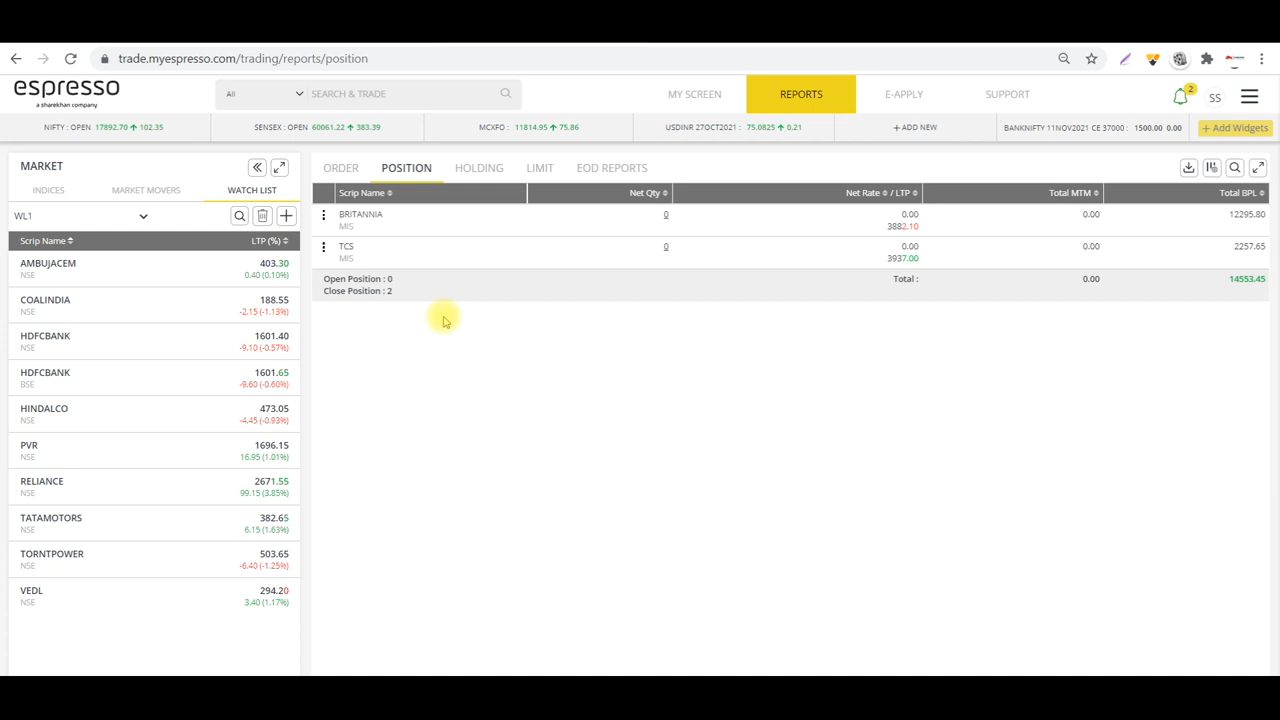 trade.myespresso.com/trading/reports/position
espresso
a sharekhan company
All
SEARCH & TRADE
MY SCREEN
REPORTS
E-APPLY
SUPPORT
2
SS
NIFTY : OPEN 17892.70 102.35
SENSEX : OPEN 60061.22 383.39
MCXFO : 11814.95 75.86
USDINR 27OCT2021 : 75.0825 0.21
+ ADD NEW
BANKNIFTY 11NOV2021 CE 37000 : 1500.00 0.00
+ Add Widgets
MARKET
INDICES
MARKET MOVERS
WATCH LIST
WL1
Scrip Name
LTP (%)
AMBUJACEM 403.30
NSE 0.40 (0.10%)
COALINDIA 188.55
NSE -2.15 (-1.13%)
HDFCBANK 1601.40
NSE -9.10 (-0.57%)
HDFCBANK 1601.65
BSE -9.60 (-0.60%)
HINDALCO 473.05
NSE -4.45 (-0.93%)
PVR 1696.15
NSE 16.95 (1.01%)
RELIANCE 2671.55
NSE 99.15 (3.85%)
TATAMOTORS 382.65
NSE 6.15 (1.63%)
TORNTPOWER 503.65
NSE -6.40 (-1.25%)
VEDL 294.20
NSE 3.40 (1.17%)
ORDER
POSITION
HOLDING
LIMIT
EOD REPORTS
Scrip Name
Net Qty
Net Rate / LTP
Total MTM
Total BPL
BRITANNIA 0 0.00 0.00 12295.80
MIS 3882.10
TCS 0 0.00 0.00 2257.65
MIS 3937.00
Open Position : 0 Total : 0.00 14553.45
Close Position : 2